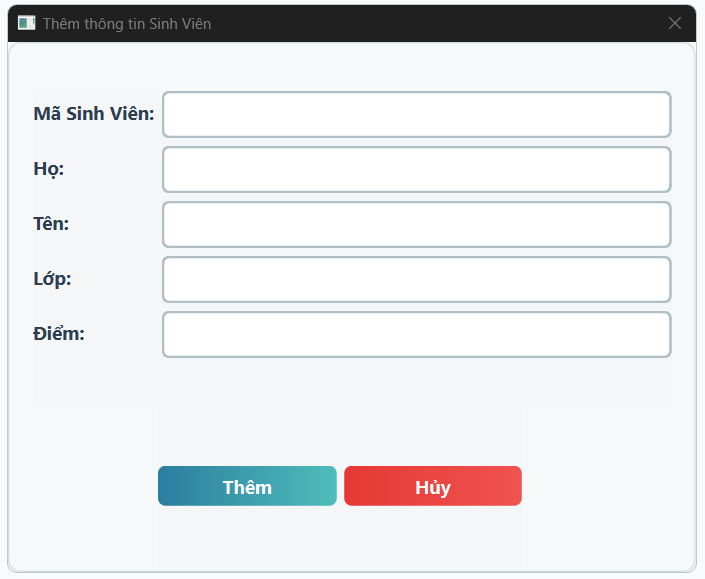 Thêm thông tin Sinh Viên
Mã Sinh Viên:
Họ:
Tên:
Lớp:
Điểm:
Thêm Hủy